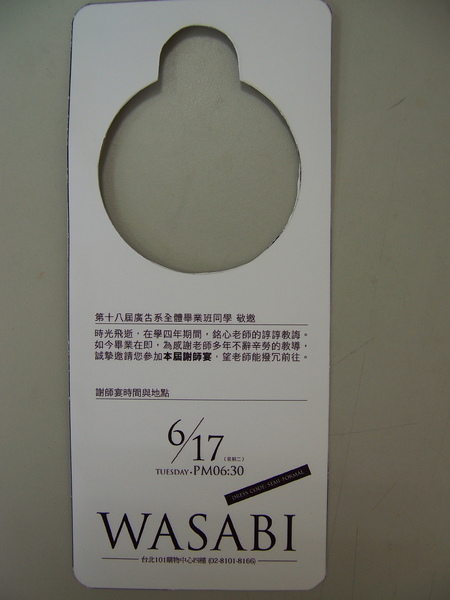 第十八屆廣告系全體畢業班同學 敬邀
時光飛逝，在學四年期間，銘心老師的諄諄教誨。
如今畢業在即，為感謝老師多年不辭辛勞的教導，
誠摯邀請您參加本屆謝師宴，望老師能撥冗前往。
謝師宴時間與地點
6/17 (星期二)
TUESDAY·PM06:30
DRESS CODE: SEMI FORMAL
WASABI
台北101購物中心四樓 (02-8101-8166)